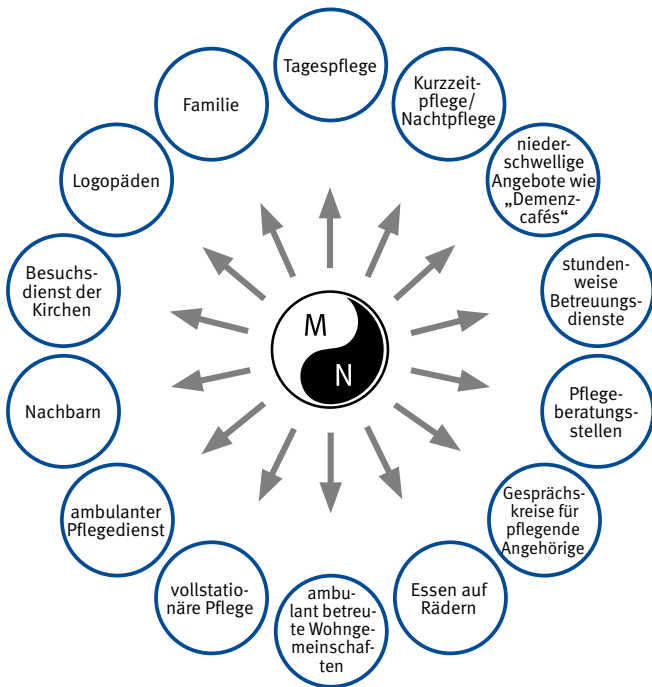 Tagespflege
Kurzzeit-
pflege/
Nachtpflege
nieder-
schwellige
Angebote wie
„Demenz-
cafés“
stunden-
weise
Betreuungs-
dienste
Pflege-
beratungs-
stellen
Gesprächs-
kreise für
pflegende
Angehörige
Essen auf
Rädern
ambu-
lant betreu-
te Wohnge-
meinschaf-
ten
vollstatio-
näre Pflege
ambulanter
Pflegedienst
Nachbarn
Besuchs-
dienst der
Kirchen
Logopäden
Familie
M
N